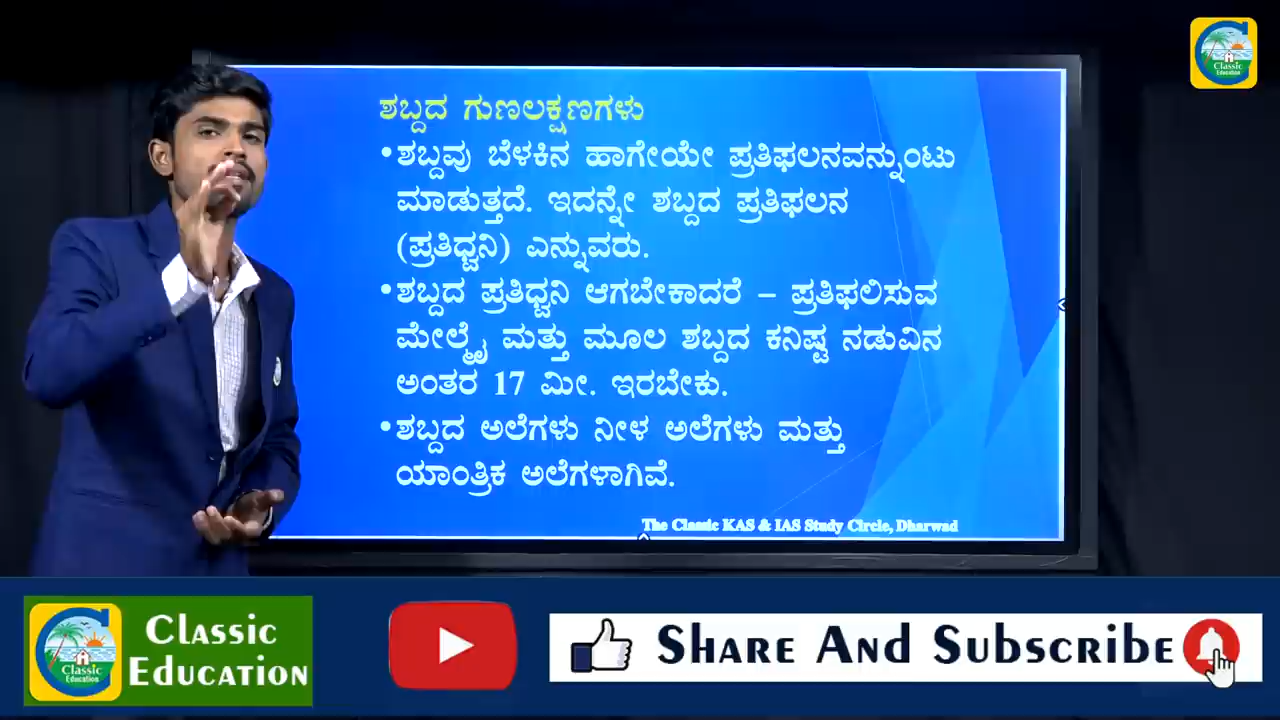 ಶಬ್ದದ ಗುಣಲಕ್ಷಣಗಳು
•ಶಬ್ದವು ಬೆಳಕಿನ ಹಾಗೇಯೇ ಪ್ರತಿಫಲನವನ್ನುಂಟು
ಮಾಡುತ್ತದೆ. ಇದನ್ನೇ ಶಬ್ದದ ಪ್ರತಿಫಲನ
(ಪ್ರತಿಧ್ವನಿ) ಎನ್ನುವರು.
•ಶಬ್ದದ ಪ್ರತಿಧ್ವನಿ ಆಗಬೇಕಾದರೆ – ಪ್ರತಿಫಲಿಸುವ
ಮೇಲ್ಮೈ ಮತ್ತು ಮೂಲ ಶಬ್ದದ ಕನಿಷ್ಟ ನಡುವಿನ
ಅಂತರ 17 ಮೀ. ಇರಬೇಕು.
•ಶಬ್ದದ ಅಲೆಗಳು ನೀಳ ಅಲೆಗಳು ಮತ್ತು
ಯಾಂತ್ರಿಕ ಅಲೆಗಳಾಗಿವೆ.
The Classic KAS & IAS Study Circle, Dharwad
Classic
Education
Classic
Education
Classic
Education
Share And Subscribe